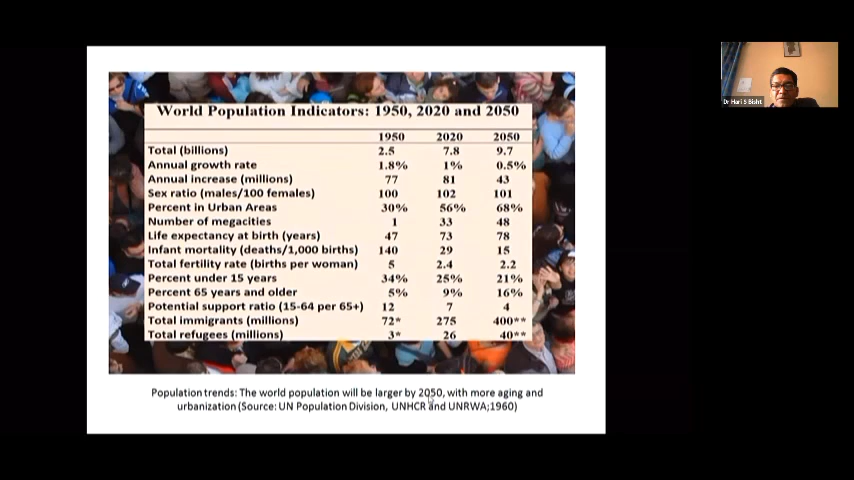 World Population Indicators: 1950, 2020 and 2050
1950 2020 2050
Total (billions) 2.5 7.8 9.7
Annual growth rate 1.8% 1% 0.5%
Annual increase (millions) 77 81 43
Sex ratio (males/100 females) 100 102 101
Percent in Urban Areas 30% 56% 68%
Number of megacities 1 33 48
Life expectancy at birth (years) 47 73 78
Infant mortality (deaths/1,000 births) 140 29 15
Total fertility rate (births per woman) 5 2.4 2.2
Percent under 15 years 34% 25% 21%
Percent 65 years and older 5% 9% 16%
Potential support ratio (15-64 per 65+) 12 7 4
Total immigrants (millions) 72* 275 400**
Total refugees (millions) 3* 26 40**
Population trends: The world population will be larger by 2050, with more aging and
urbanization (Source: UN Population Division, UNHCR and UNRWA;1960)
Dr Hari S Bisht